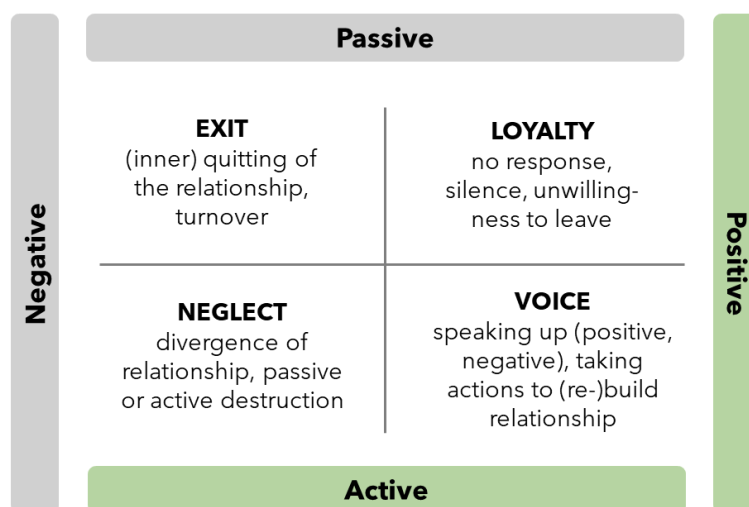 Passive
Negative
EXIT
(inner) quitting of
the relationship,
turnover
LOYALTY
no response,
silence, unwilling-
ness to leave
Positive
NEGLECT
divergence of
relationship, passive
or active destruction
VOICE
speaking up (positive,
negative), taking
actions to (re-)build
relationship
Active